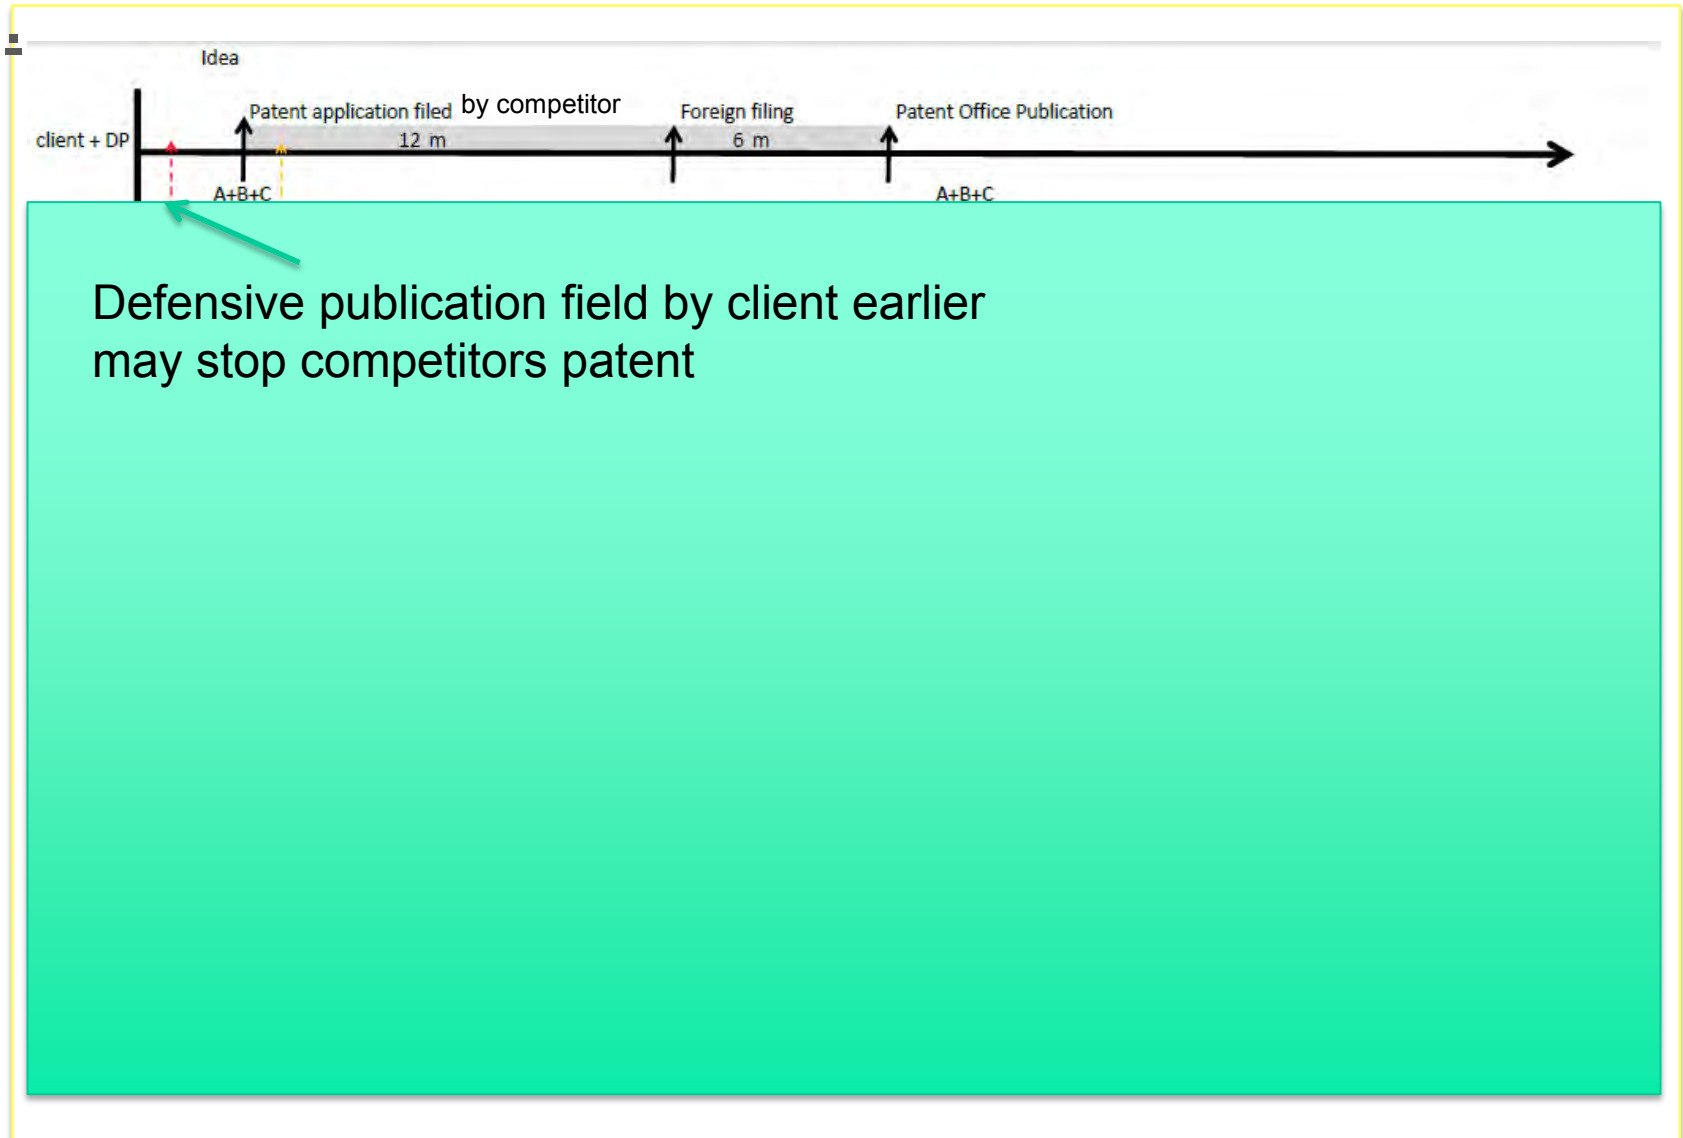 Idea
Patent application filed by competitor
Foreign filing
Patent Office Publication
client + DP
12 m
6 m
A+B+C
A+B+C
Defensive publication field by client earlier
may stop competitors patent